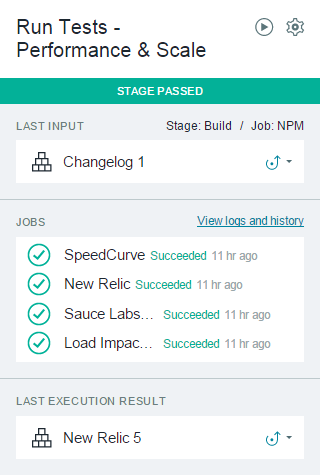 Run Tests -
Performance & Scale
STAGE PASSED
LAST INPUT Stage: Build / Job: NPM
Changelog 1
JOBS View logs and history
SpeedCurve Succeeded 11 hr ago
New Relic Succeeded 11 hr ago
Sauce Labs... Succeeded 11 hr ago
Load Impac... Succeeded 11 hr ago
LAST EXECUTION RESULT
New Relic 5